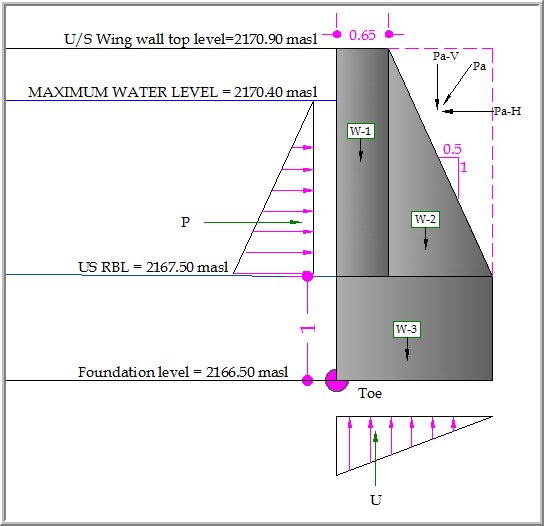 0.65
U/S Wing wall top level=2170.90 masl
Pa-V
Pa
MAXIMUM WATER LEVEL = 2170.40 masl
Pa-H
W-1
0.5
1
P
W-2
US RBL = 2167.50 masl
1
W-3
Foundation level = 2166.50 masl
Toe
U